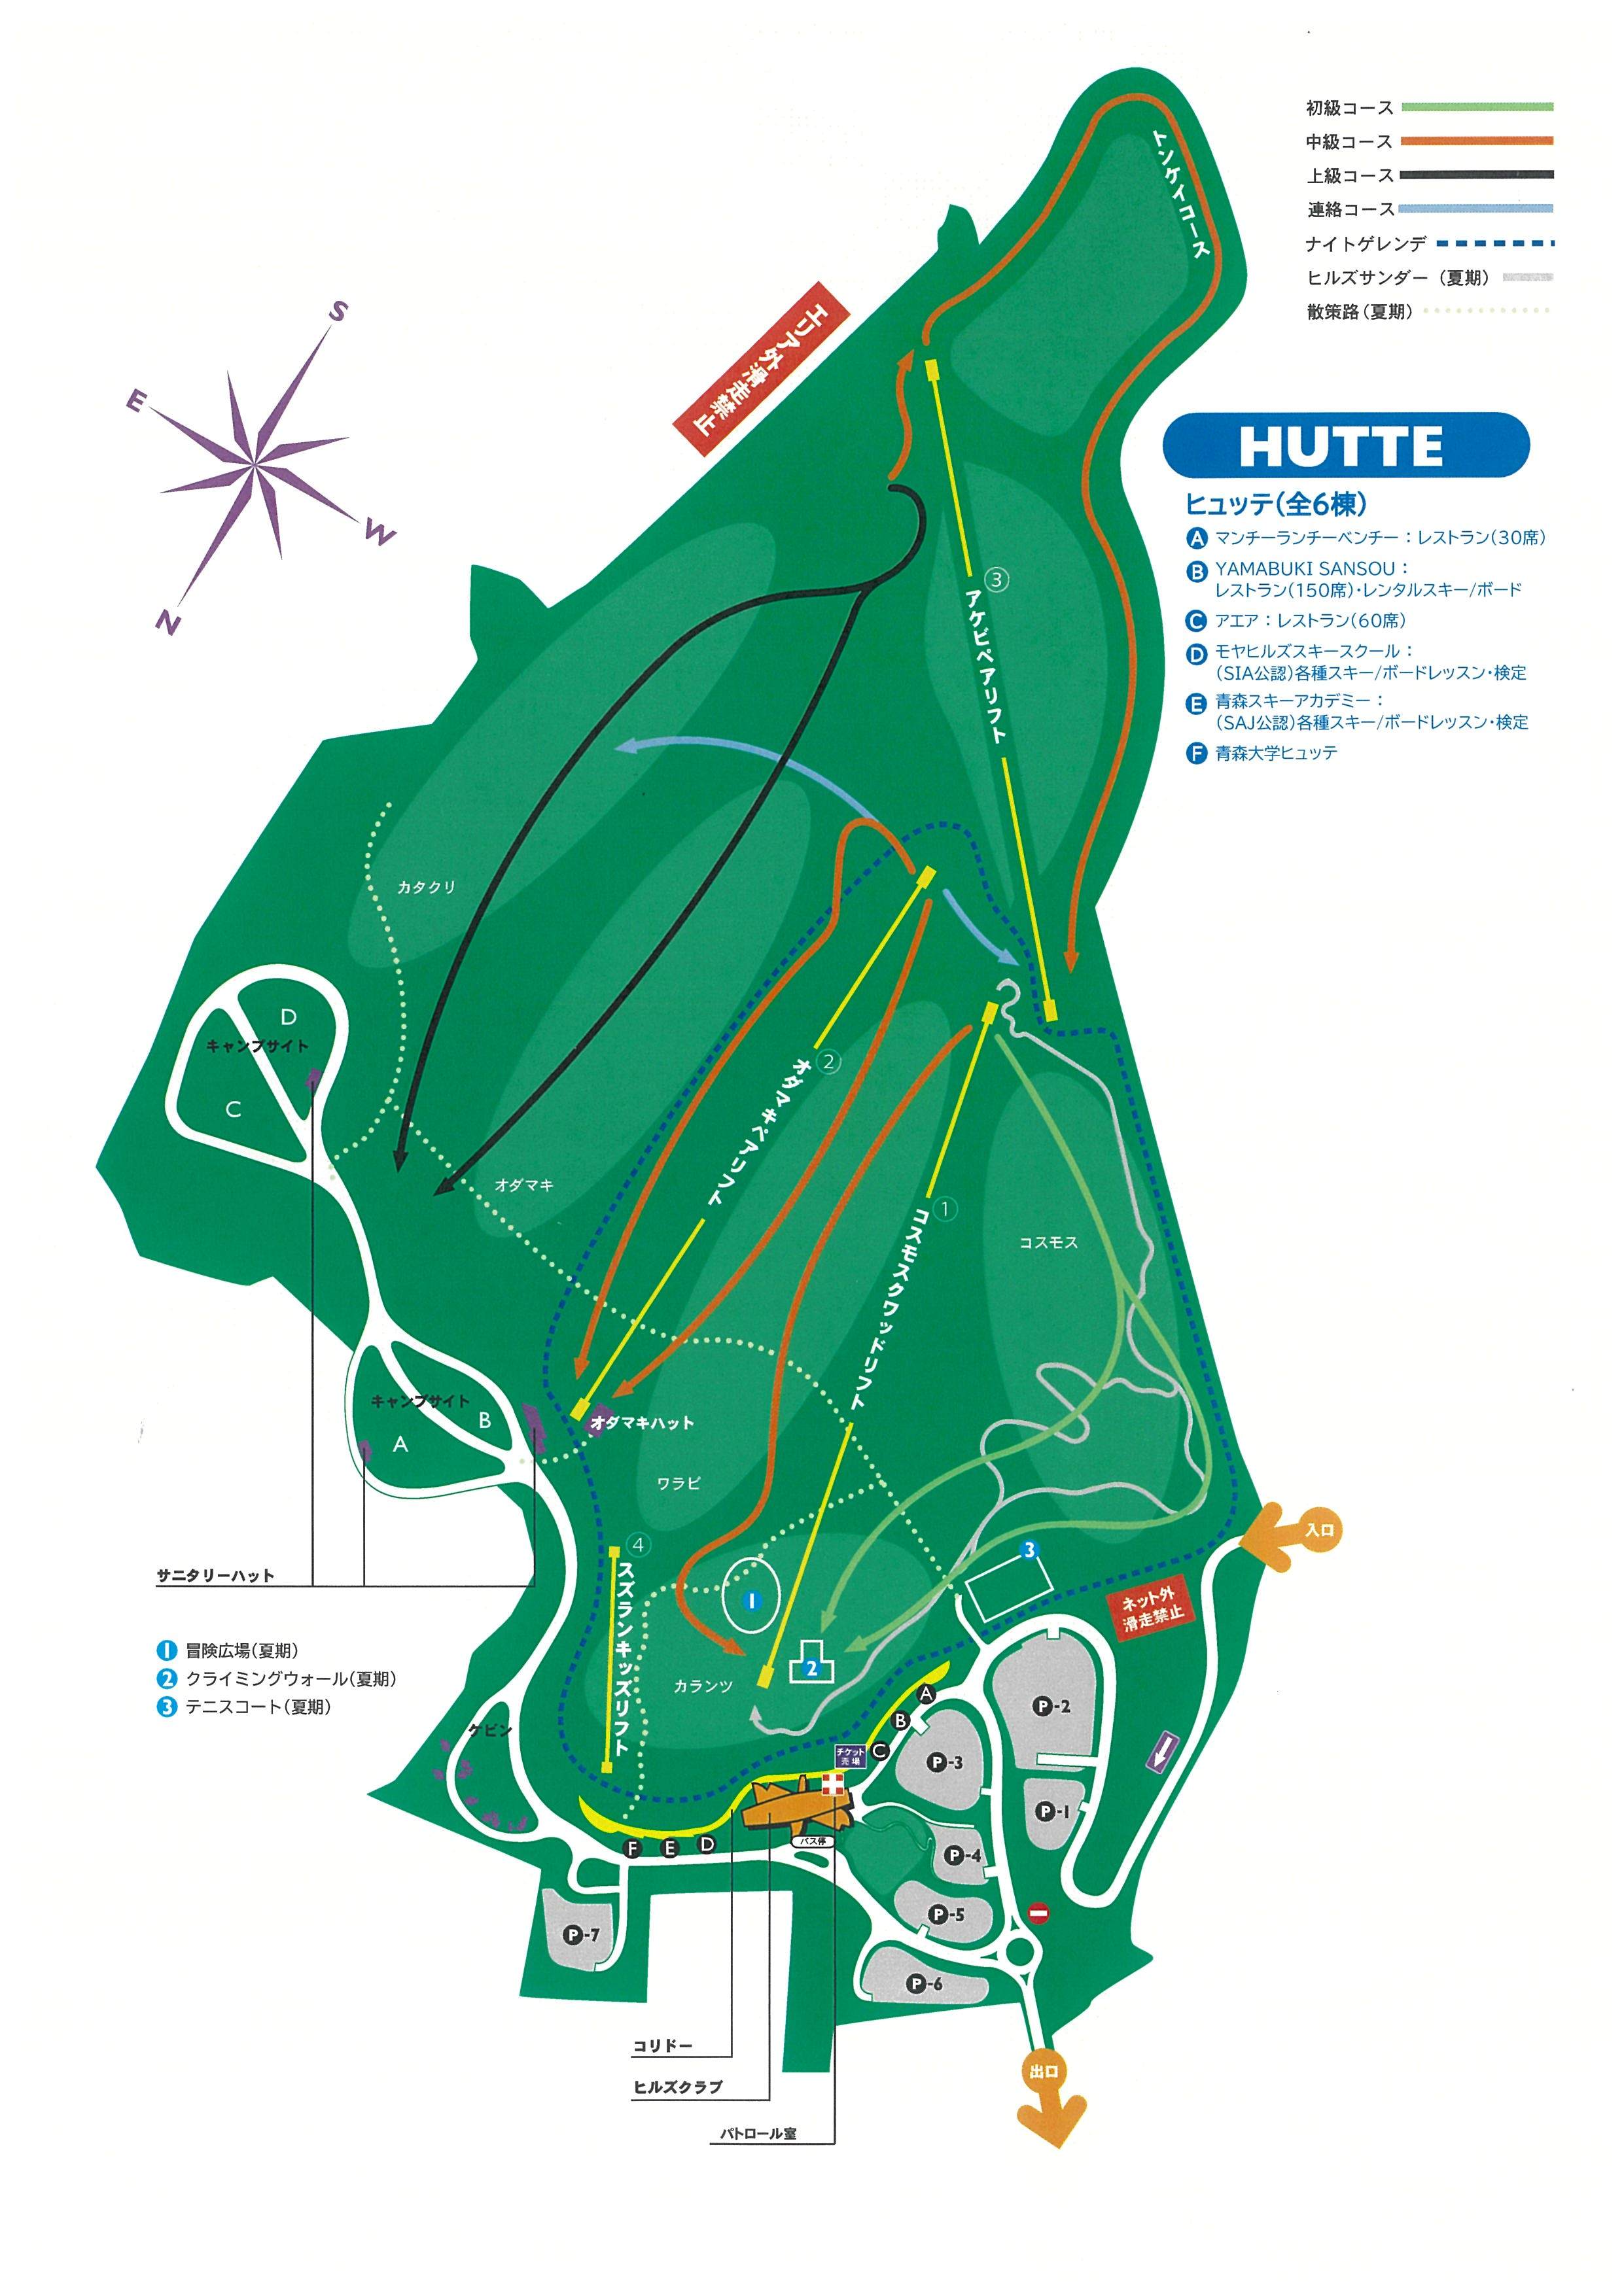 初級コース
中級コース
上級コース
連絡コース
ナイトゲレンデ
ヒルズサンダー（夏期）
散策路（夏期）
トンケイコース
エリア外滑走禁止
S
E
W
N
HUTTE
ヒュッテ（全6棟）
A マンチーランチーベンチー：レストラン（30席）
B YAMABUKI SANSOU：
レストラン（150席）・レンタルスキー/ボード
C アエア：レストラン（60席）
D モヤヒルズスキースクール：
（SIA公認）各種スキー/ボードレッスン・検定
E 青森スキーアカデミー：
（SAJ公認）各種スキー/ボードレッスン・検定
F 青森大学ヒュッテ
③
アケビペアリフト
カタクリ
D
キャンプサイト
C
②
オダマキペアリフト
オダマキ
①
コスモスクワッドリフト
コスモス
キャンプサイト
B
A
オダマキハット
ワラビ
④
スズランキッズリフト
サニタリーハット
1
3
入口
ネット外
滑走禁止
1 冒険広場（夏期）
2 クライミングウォール（夏期）
3 テニスコート（夏期）
2
カランツ
ケビン
A
B
C
チケット
売場
P-2
P-3
P-1
P-4
P-5
P-6
P-7
バス停
F
E
D
コリドー
ヒルズクラブ
パトロール室
出口